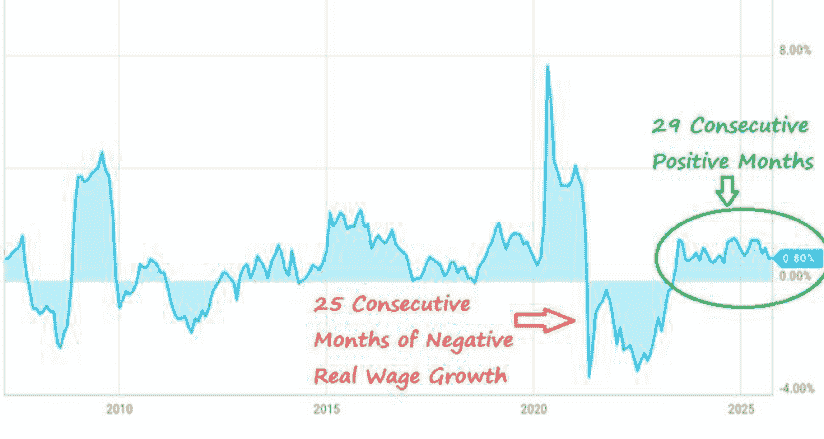 8.00%
29 Consecutive
Positive Months
0.80%
0.00%
25 Consecutive
Months of Negative
Real Wage Growth
-4.00%
2010
2015
2020
2025